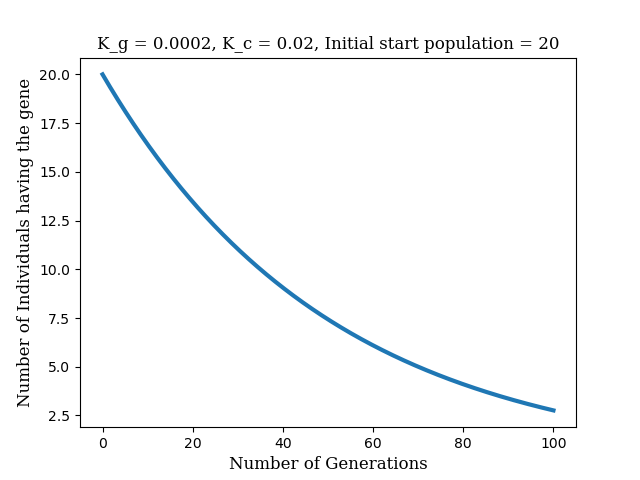 K_g = 0.0002, K_c = 0.02, Initial start population = 20
Number of Individuals having the gene
20.0
17.5
15.0
12.5
10.0
7.5
5.0
2.5
0 20 40 60 80 100
Number of Generations